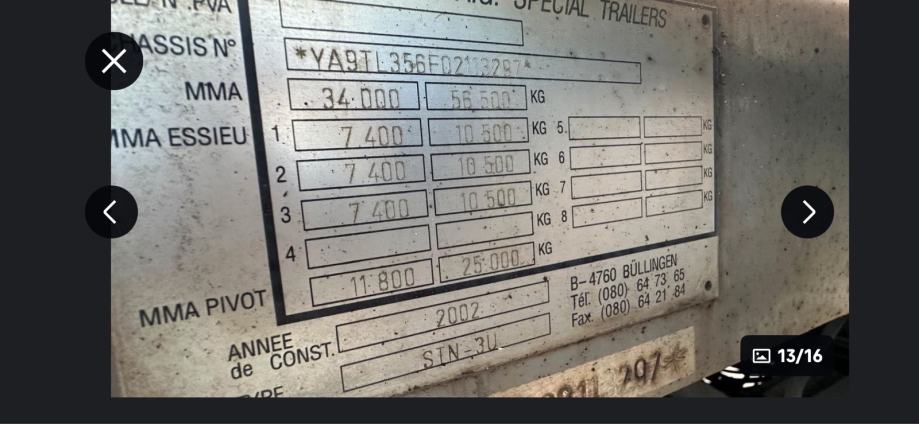 SPECIAL TRAILERS
CHASSIS N°
MMA 34.000 56.500 KG
MMA ESSIEU 1 7.400 10.500 KG 5. KG
2 7.400 10.500 KG 6 KG
3 7.400 10.500 KG 7 KG
4 KG 8 KG
MMA PIVOT 11.800 25.000 KG
ANNEE de CONST. 2002
STN-3U
B-4760 BÜLLINGEN
Tél. (080) 64 73 65
Fax. (080) 64 21 84
13/16